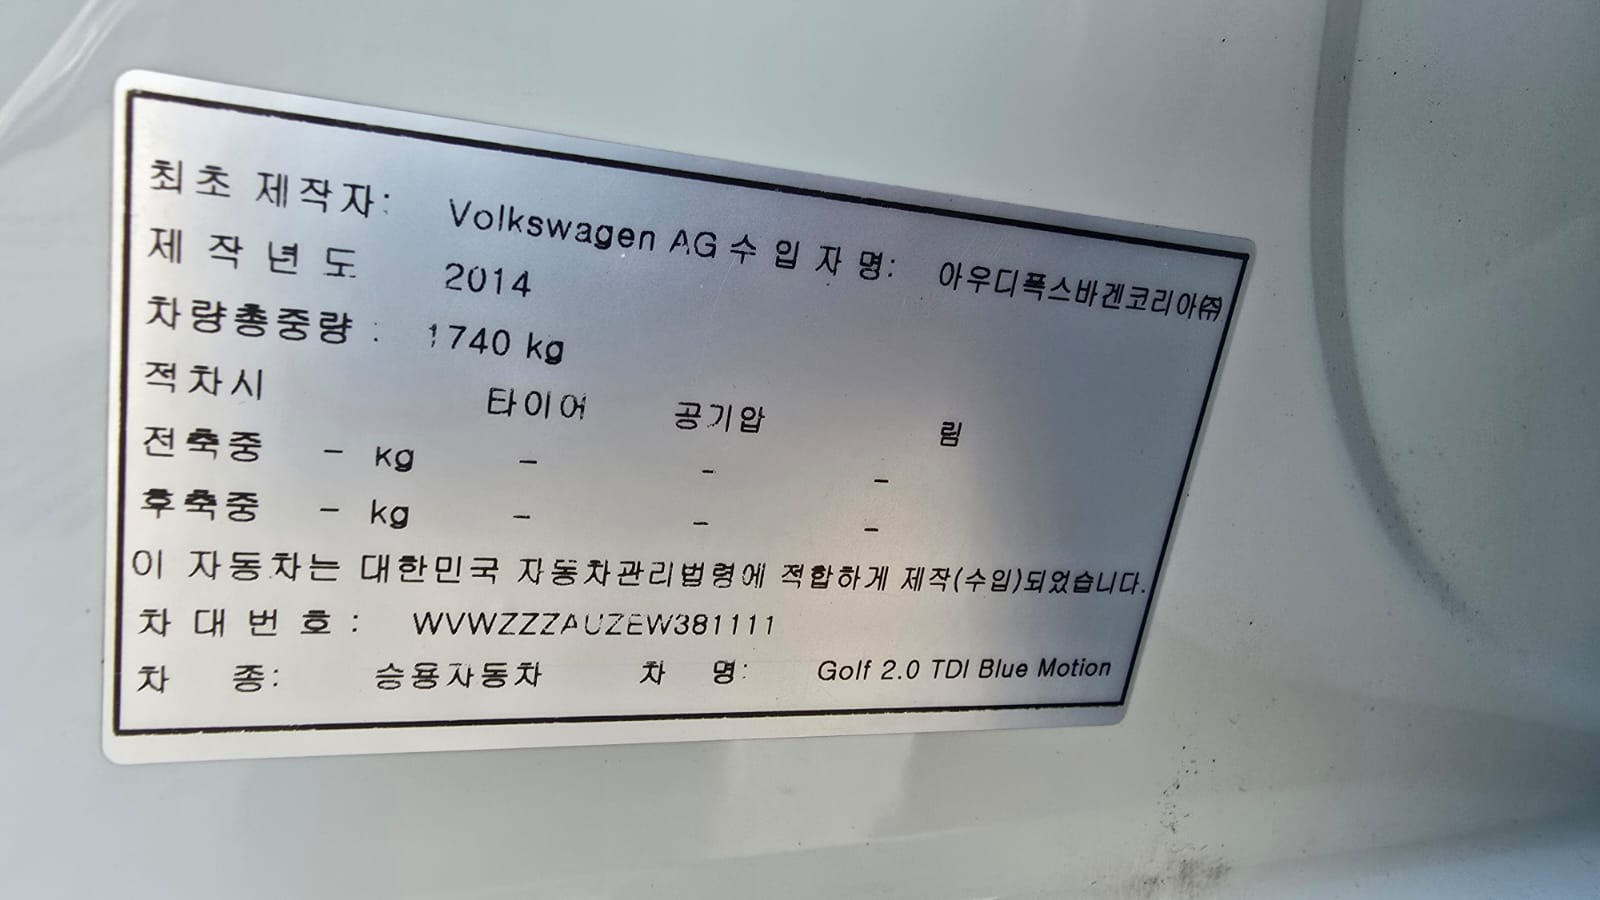 최초 제작자: Volkswagen AG 수 입 자 명: 아우디폭스바겐코리아㈜
제 작 년 도 2014
차량총중량 : 1740 kg
적차시 타이어 공기압 림
전축중 - kg - - -
후축중 - kg - - -
이 자동차는 대한민국 자동차관리법령에 적합하게 제작(수입)되었습니다.
차 대 번 호 : WVWZZZAUZEW381111
차 종: 승용자동차 차 명: Golf 2.0 TDI Blue Motion